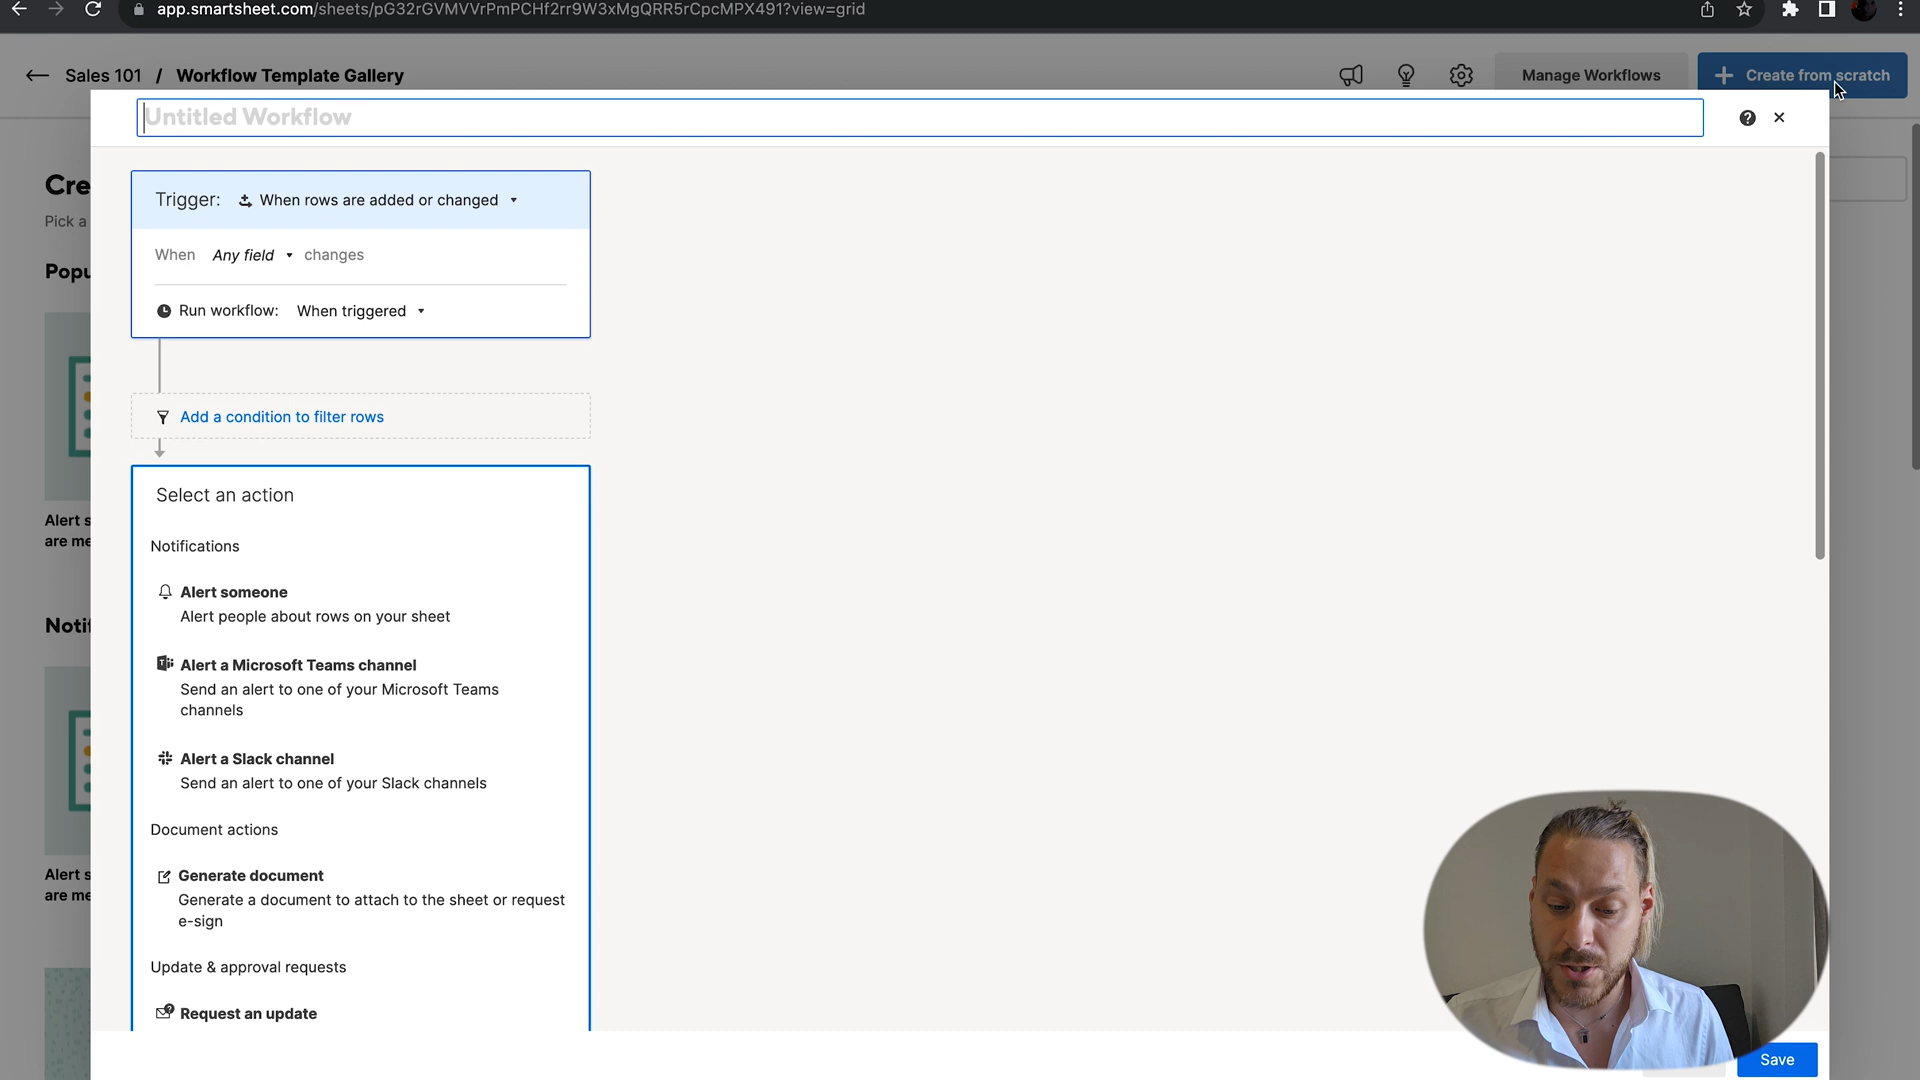 app.smartsheet.com/sheets/pG32rGVMVVrPmPCHf2rr9W3xMgQRR5rCpcMPX491?view=grid
Sales 101 / Workflow Template Gallery
Manage Workflows
Create from scratch
Untitled Workflow
Cre
Pick a
Popu
Alert s
are me
Notif
Alert s
are me
Trigger: When rows are added or changed
When Any field changes
Run workflow: When triggered
Add a condition to filter rows
Select an action
Notifications
Alert someone
Alert people about rows on your sheet
Alert a Microsoft Teams channel
Send an alert to one of your Microsoft Teams
channels
Alert a Slack channel
Send an alert to one of your Slack channels
Document actions
Generate document
Generate a document to attach to the sheet or request
e-sign
Update & approval requests
Request an update
Save